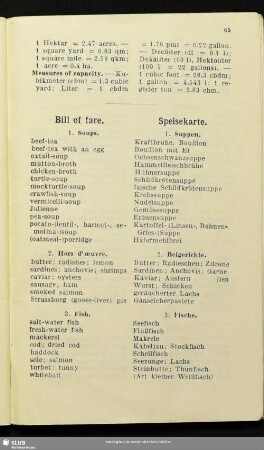 65
1 Hektar = 2.47 acres. —
1 square yard = 0.83 qm;
1 square mile = 2.59 qkm;
1 acre = 0.4 ha.
Measures of capacity. — Ku-
bikmeter (cbm) = 1.3 cubic
yard; Liter = 1 cbdm
= 1.76 pint = 0.22 gallon.
— Deziliter (dl = 0.1 l);
Dekaliter (10 l), Hektoliter
(100 l = 22 gallons). —
1 cubic foot = 28.3 cbdm;
1 gallon = 4.543 l; 1 re-
gister ton = 2.83 cbm.
Bill of fare.
1. Soups.
beef-tea
beef-tea with an egg
oxtail-soup
mutton-broth
chicken-broth
turtle-soup
mockturtle-soup
crawfish-soup
vermicelli-soup
Julienne
pea-soup
potato-(lentil-, haricot-, se-
molina-)soup
(oatmeal-)porridge
2. Hors d'œuvre.
butter; radishes; lemon
sardines; anchovis; shrimps
caviar; oysters
sausage, ham
smoked salmon
Strassburg (goose-liver) pie
3. Fish.
salt-water fish
fresh-water fish
mackerel
cod; dried cod
haddock
sole; salmon
turbot; tunny
whitebait
Speisekarte.
1. Suppen.
Kraftbrühe, Bouillon
Bouillon mit Ei
Ochsenschwanzsuppe
Hammelfleischbrühe
Hühnersuppe
Schildkrötensuppe
falsche Schildkrötensuppe
Krebssuppe
Nudelsuppe
Gemüsesuppe
Erbsensuppe
Kartoffel-(Linsen-, Bohnen-,
Gries-)Suppe
Hafermehlbrei
2. Beigerichte.
Butter; Radieschen; Zitrone
Sardinen; Anchovis; Garne
Kaviar; Austern
Wurst; Schinken
geräucherter Lachs
Gänseleberpastete
3. Fische.
Seefisch
Flußfisch
Makrele
Kabeljau; Stockfisch
Schellfisch
Seezunge; Lachs
Steinbutte; Thunfisch
(Art kleiner Weißfisch)
SLUB